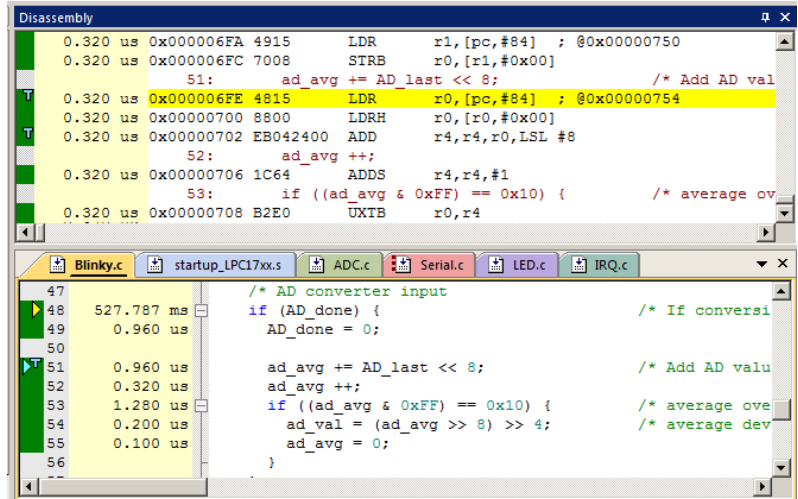 Disassembly
0.320 us 0x000006FA 4915 LDR r1,[pc,#84] ; @0x00000750
0.320 us 0x000006FC 7008 STRB r0,[r1,#0x00]
51: ad_avg += AD_last << 8; /* Add AD val
T
0.320 us 0x000006FE 4815 LDR r0,[pc,#84] ; @0x00000754
0.320 us 0x00000700 8800 LDRH r0,[r0,#0x00]
T 0.320 us 0x00000702 EB042400 ADD r4,r4,r0,LSL #8
52: ad_avg ++;
0.320 us 0x00000706 1C64 ADDS r4,r4,#1
53: if ((ad_avg & 0xFF) == 0x10) { /* average ov
0.320 us 0x00000708 B2E0 UXTB r0,r4
Blinky.c startup_LPC17xx.s ADC.c Serial.c LED.c IRQ.c
47 /* AD converter input
48 527.787 ms if (AD_done) { /* If conversi
49 0.960 us AD_done = 0;
50
T 51 0.960 us ad_avg += AD_last << 8; /* Add AD valu
52 0.320 us ad_avg ++;
53 1.280 us if ((ad_avg & 0xFF) == 0x10) { /* average ove
54 0.200 us ad_val = (ad_avg >> 8) >> 4; /* average dev
55 0.100 us ad_avg = 0;
56 }